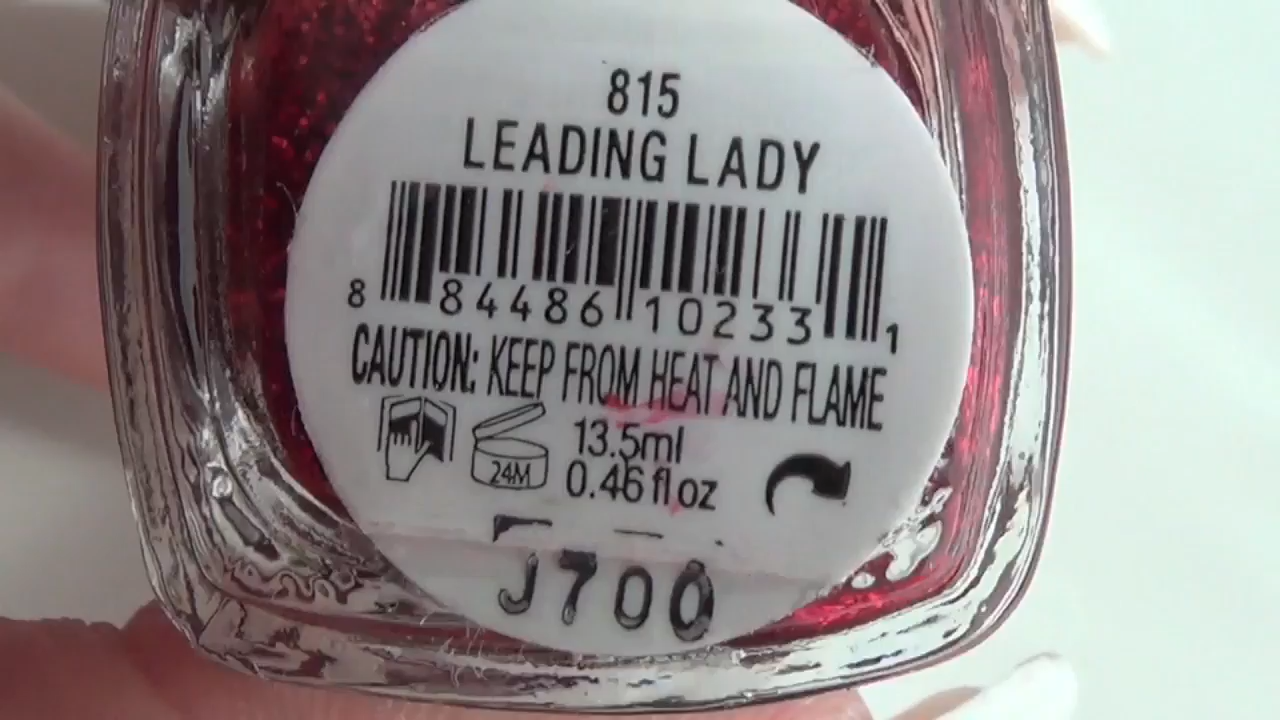 815
LEADING LADY
8 84486 10233 1
CAUTION: KEEP FROM HEAT AND FLAME
24M
13.5ml
0.46 fl oz
J700